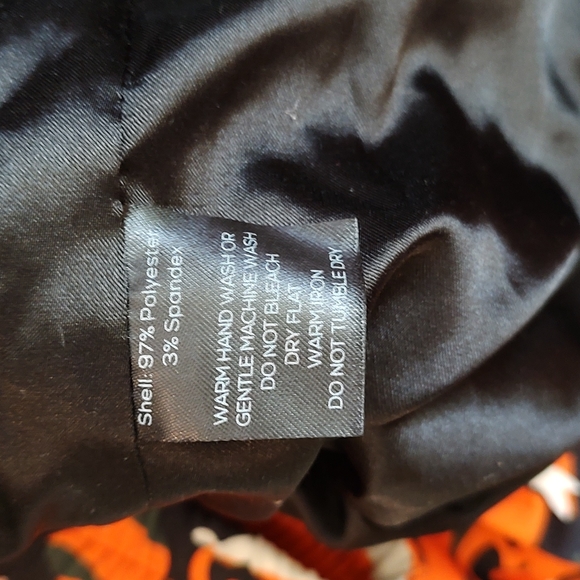 Shell: 97% Polyester
3% Spandex
WARM HAND WASH OR
GENTLE MACHINE WASH
DO NOT BLEACH
DRY FLAT
WARM IRON
DO NOT TUMBLE DRY